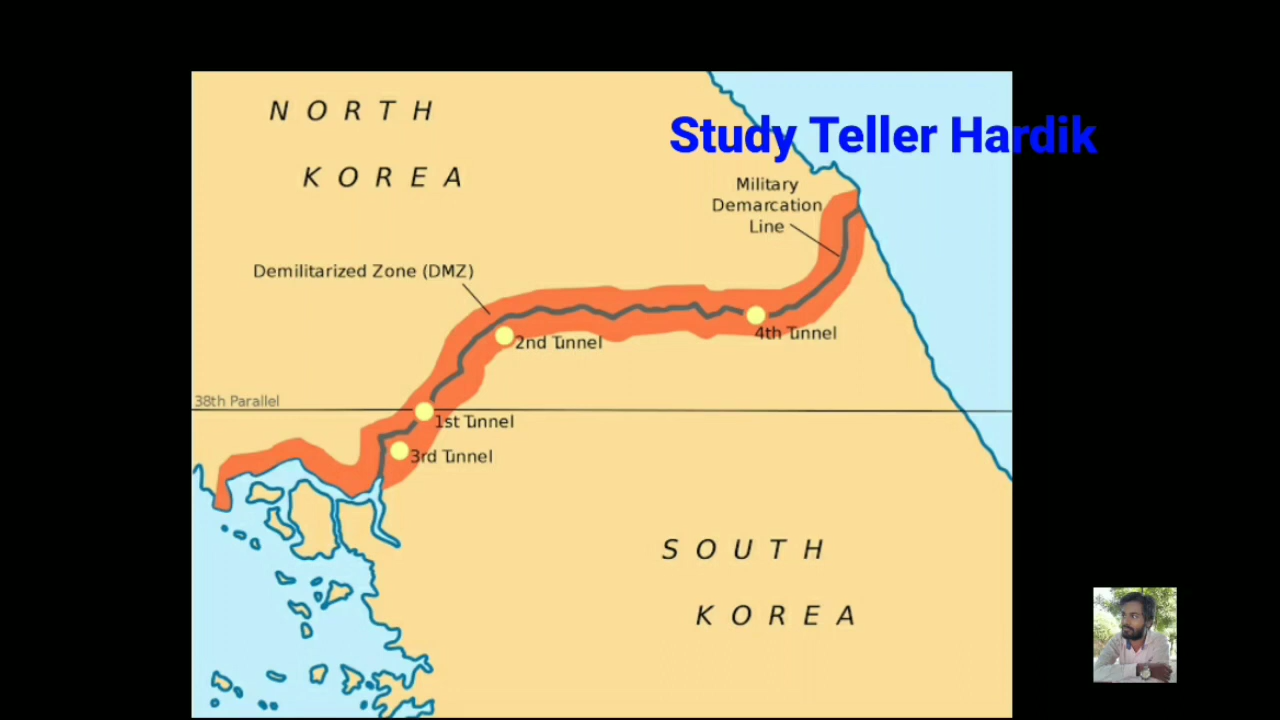 NORTH
KOREA
Study Teller Hardik
Military
Demarcation
Line
Demilitarized Zone (DMZ)
4th Tunnel
2nd Tunnel
38th Parallel
1st Tunnel
3rd Tunnel
SOUTH
KOREA